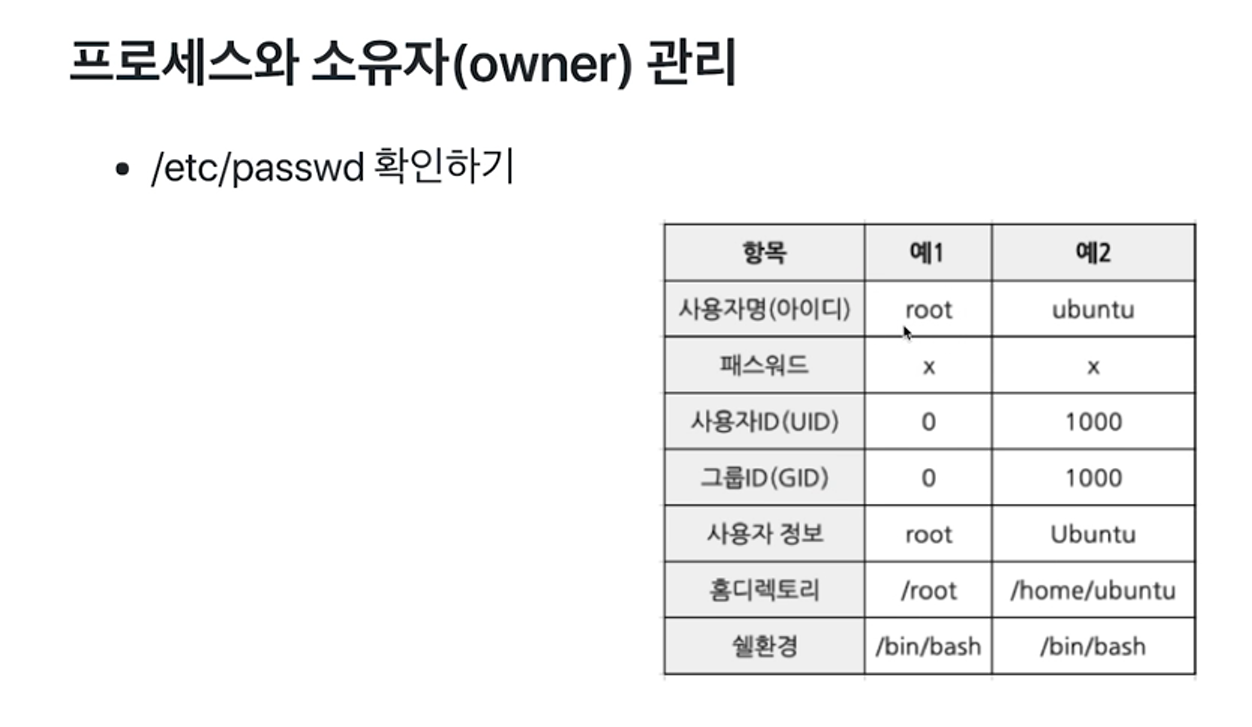 프로세스와 소유자(owner) 관리
• /etc/passwd 확인하기
항목 예1 예2
사용자명(아이디) root ubuntu
패스워드 x x
사용자ID(UID) 0 1000
그룹ID(GID) 0 1000
사용자 정보 root Ubuntu
홈디렉토리 /root /home/ubuntu
쉘환경 /bin/bash /bin/bash